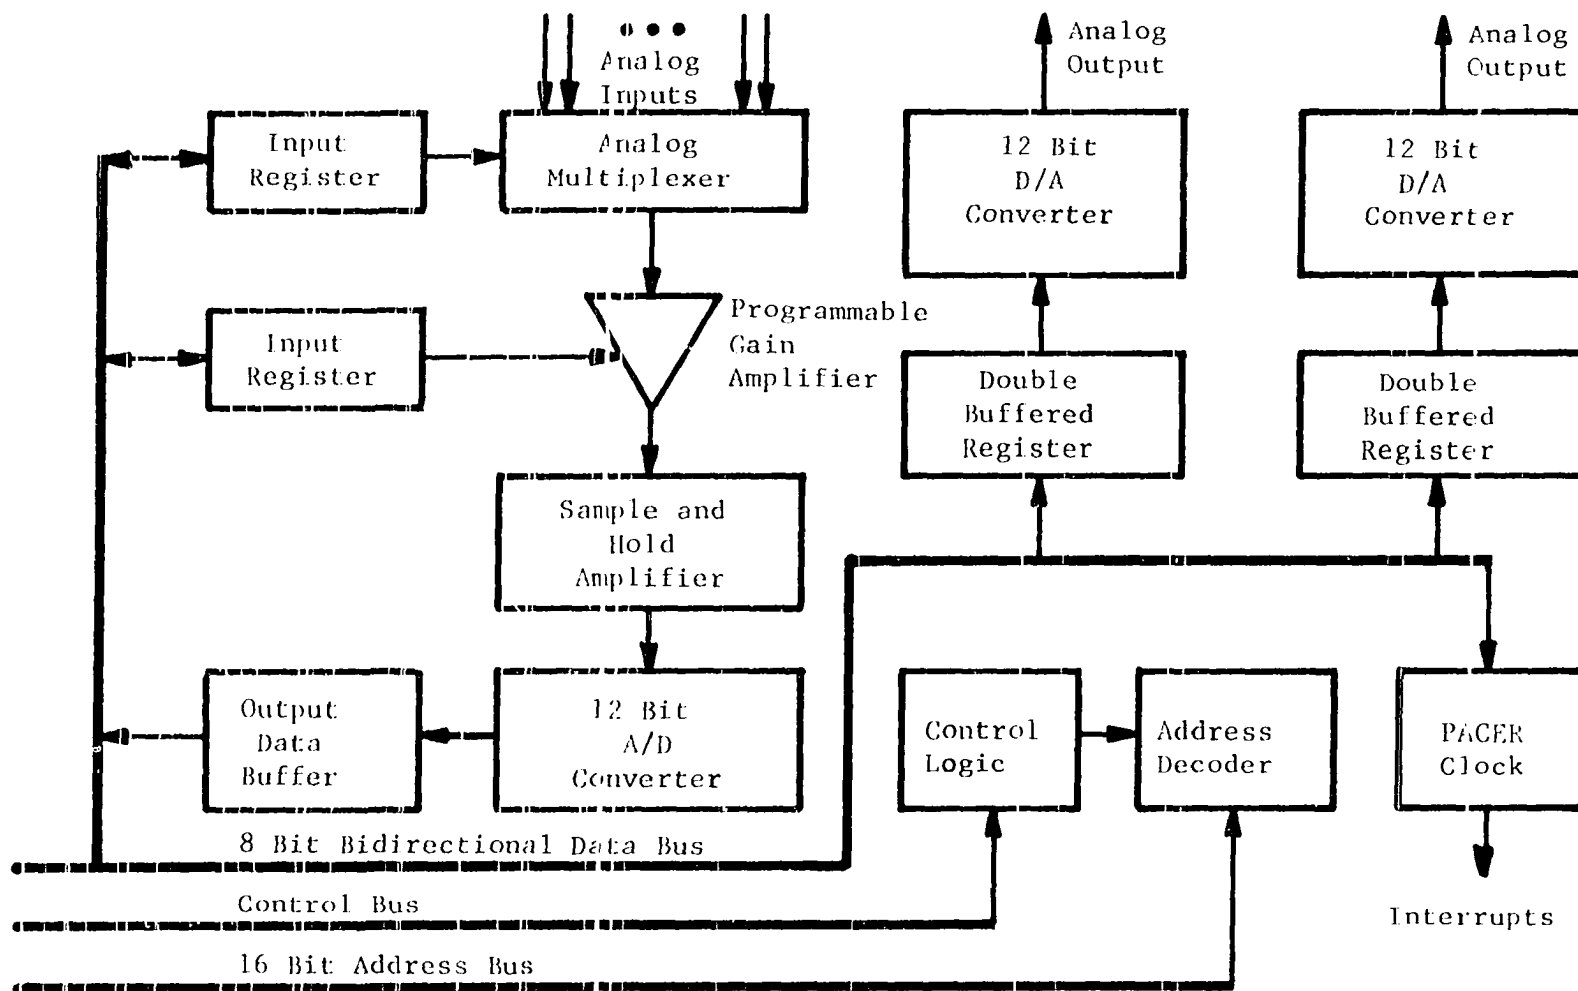 Analog
Inputs
Analog
Output
Analog
Output
Input
Register
Analog
Multiplexer
12 Bit
D/A
Converter
12 Bit
D/A
Converter
Input
Register
Programmable
Gain
Amplifier
Double
Buffered
Register
Double
Buffered
Register
Sample and
Hold
Amplifier
Output
Data
Buffer
12 Bit
A/D
Converter
Control
Logic
Address
Decoder
PACER
Clock
8 Bit Bidirectional Data Bus
Control Bus
Interrupts
16 Bit Address Bus